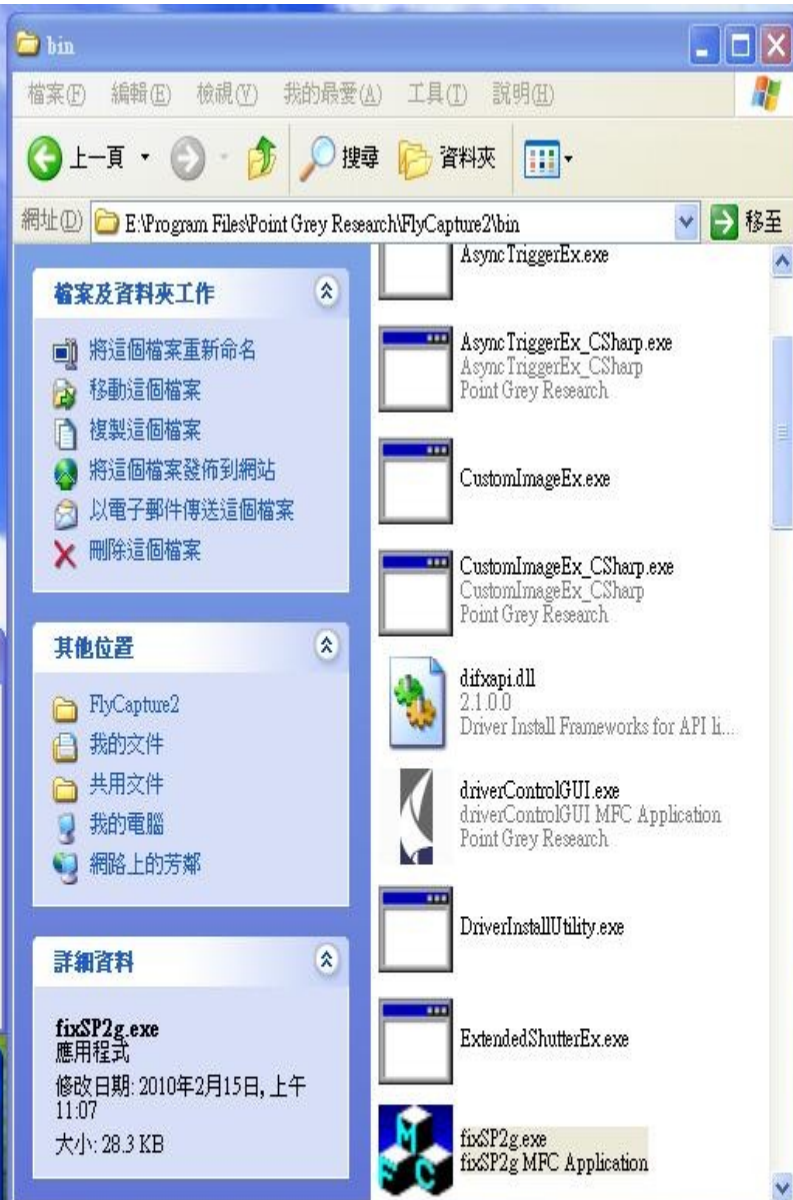 bin
檔案(F) 編輯(E) 檢視(V) 我的最愛(A) 工具(T) 說明(H)
上一頁 搜尋 資料夾
網址(D) E:\Program Files\Point Grey Research\FlyCapture2\bin 移至
檔案及資料夾工作
將這個檔案重新命名
移動這個檔案
複製這個檔案
將這個檔案發佈到網站
以電子郵件傳送這個檔案
刪除這個檔案
其他位置
FlyCapture2
我的文件
共用文件
我的電腦
網路上的芳鄰
詳細資料
fixSP2g.exe
應用程式
修改日期: 2010年2月15日, 上午
11:07
大小: 28.3 KB
AsyncTriggerEx.exe
AsyncTriggerEx_CSharp.exe
AsyncTriggerEx_CSharp
Point Grey Research
CustomImageEx.exe
CustomImageEx_CSharp.exe
CustomImageEx_CSharp
Point Grey Research
difxapi.dll
2.1.0.0
Driver Install Frameworks for API li...
driverControlGUI.exe
driverControlGUI MFC Application
Point Grey Research
DriverInstallUtility.exe
ExtendedShutterEx.exe
MFC
fixSP2g.exe
fixSP2g MFC Application